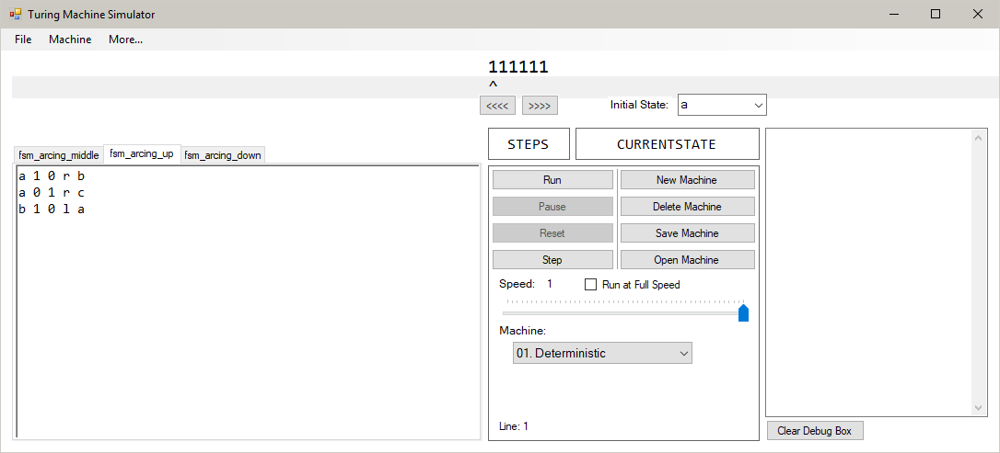 Turing Machine Simulator
File Machine More...
111111
^
<<<< >>>> Initial State: a
fsm_arcing_middle fsm_arcing_up fsm_arcing_down
a 1 0 r b
a 0 1 r c
b 1 0 l a
STEPS CURRENTSTATE
Run New Machine
Pause Delete Machine
Reset Save Machine
Step Open Machine
Speed: 1 Run at Full Speed
Machine:
01. Deterministic
Line: 1
Clear Debug Box